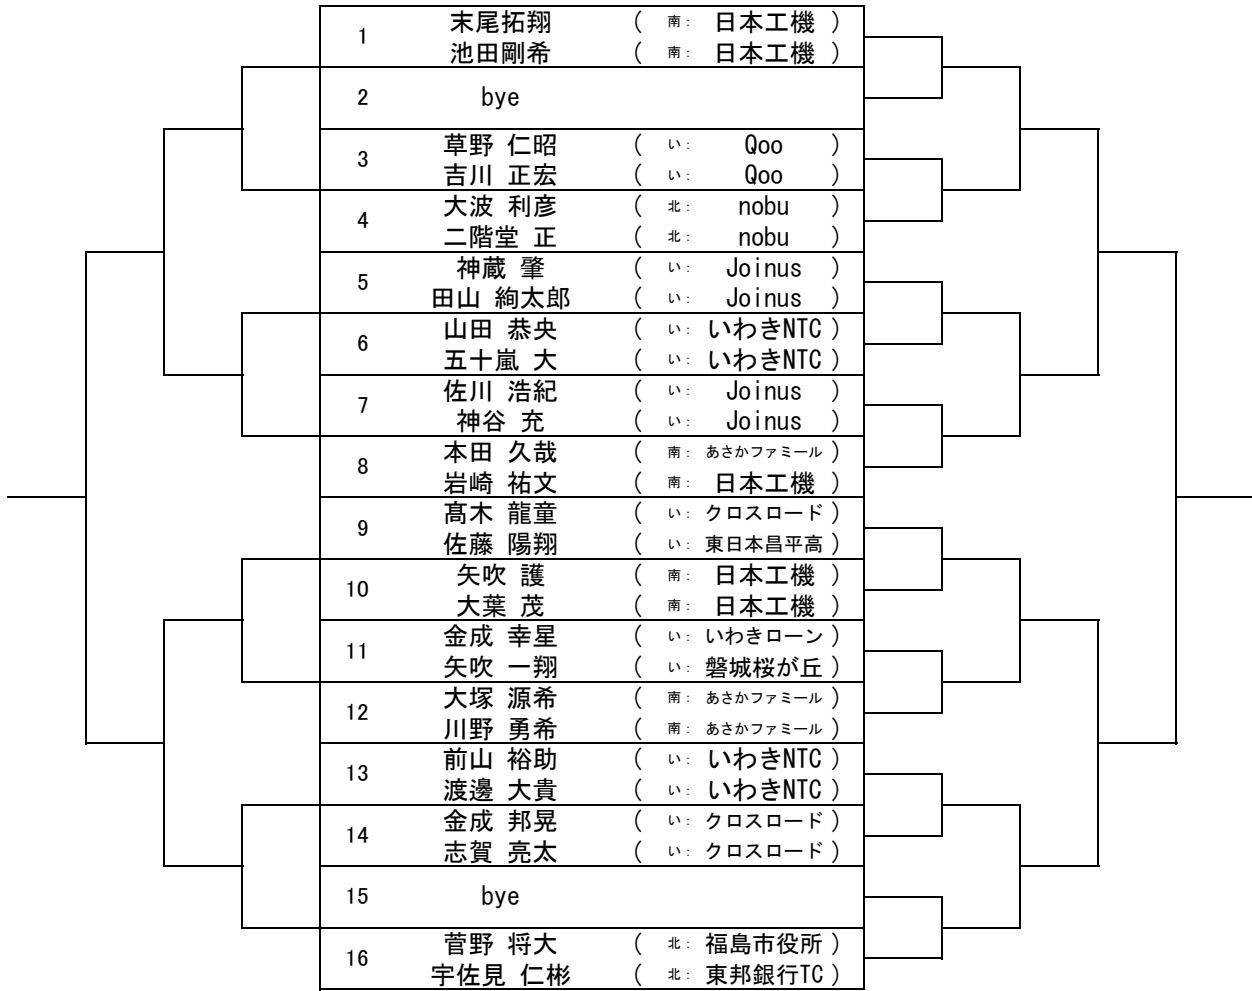 1 末尾拓翔 ( 南: 日本工機 )
池田剛希 ( 南: 日本工機 )
2 bye
3 草野 仁昭 ( い: Qoo )
吉川 正宏 ( い: Qoo )
4 大波 利彦 ( 北: nobu )
二階堂 正 ( 北: nobu )
5 神蔵 肇 ( い: Joinus )
田山 絢太郎 ( い: Joinus )
6 山田 恭央 ( い: いわきNTC )
五十嵐 大 ( い: いわきNTC )
7 佐川 浩紀 ( い: Joinus )
神谷 充 ( い: Joinus )
8 本田 久哉 ( 南: あさかファミール )
岩崎 祐文 ( 南: 日本工機 )
9 髙木 龍童 ( い: クロスロード )
佐藤 陽翔 ( い: 東日本昌平高 )
10 矢吹 護 ( 南: 日本工機 )
大葉 茂 ( 南: 日本工機 )
11 金成 幸星 ( い: いわきローン )
矢吹 一翔 ( い: 磐城桜が丘 )
12 大塚 源希 ( 南: あさかファミール )
川野 勇希 ( 南: あさかファミール )
13 前山 裕助 ( い: いわきNTC )
渡邊 大貴 ( い: いわきNTC )
14 金成 邦晃 ( い: クロスロード )
志賀 亮太 ( い: クロスロード )
15 bye
16 菅野 将大 ( 北: 福島市役所 )
宇佐見 仁彬 ( 北: 東邦銀行TC )